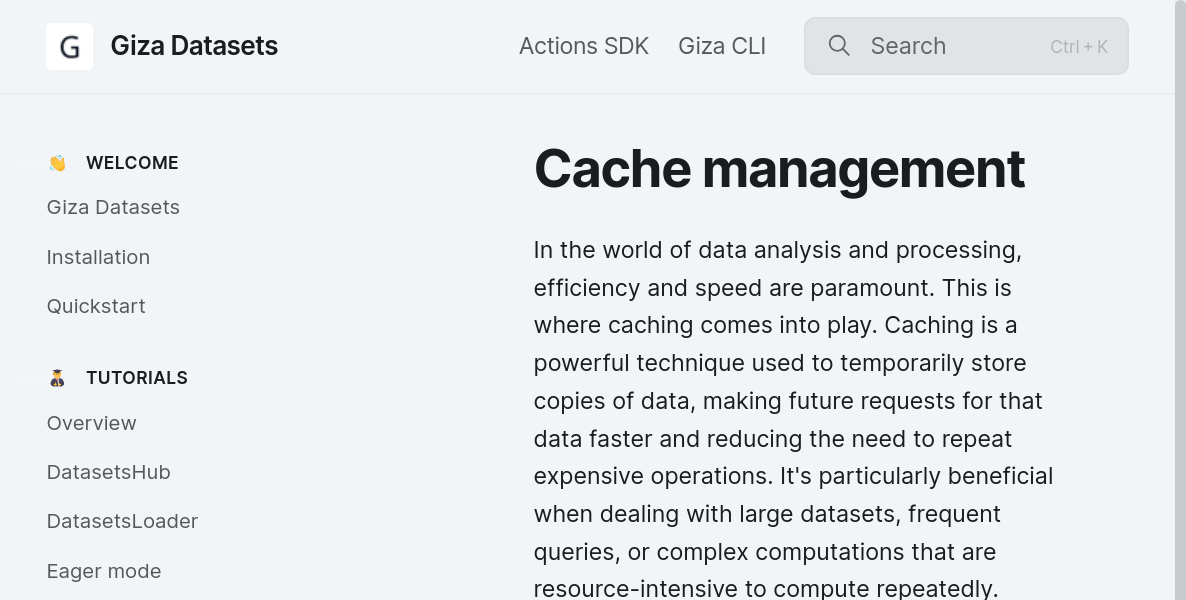 G Giza Datasets Actions SDK Giza CLI Search Ctrl + K
WELCOME
Giza Datasets
Installation
Quickstart
TUTORIALS
Overview
DatasetsHub
DatasetsLoader
Eager mode
Cache management
In the world of data analysis and processing,
efficiency and speed are paramount. This is
where caching comes into play. Caching is a
powerful technique used to temporarily store
copies of data, making future requests for that
data faster and reducing the need to repeat
expensive operations. It's particularly beneficial
when dealing with large datasets, frequent
queries, or complex computations that are
resource-intensive to compute repeatedly.